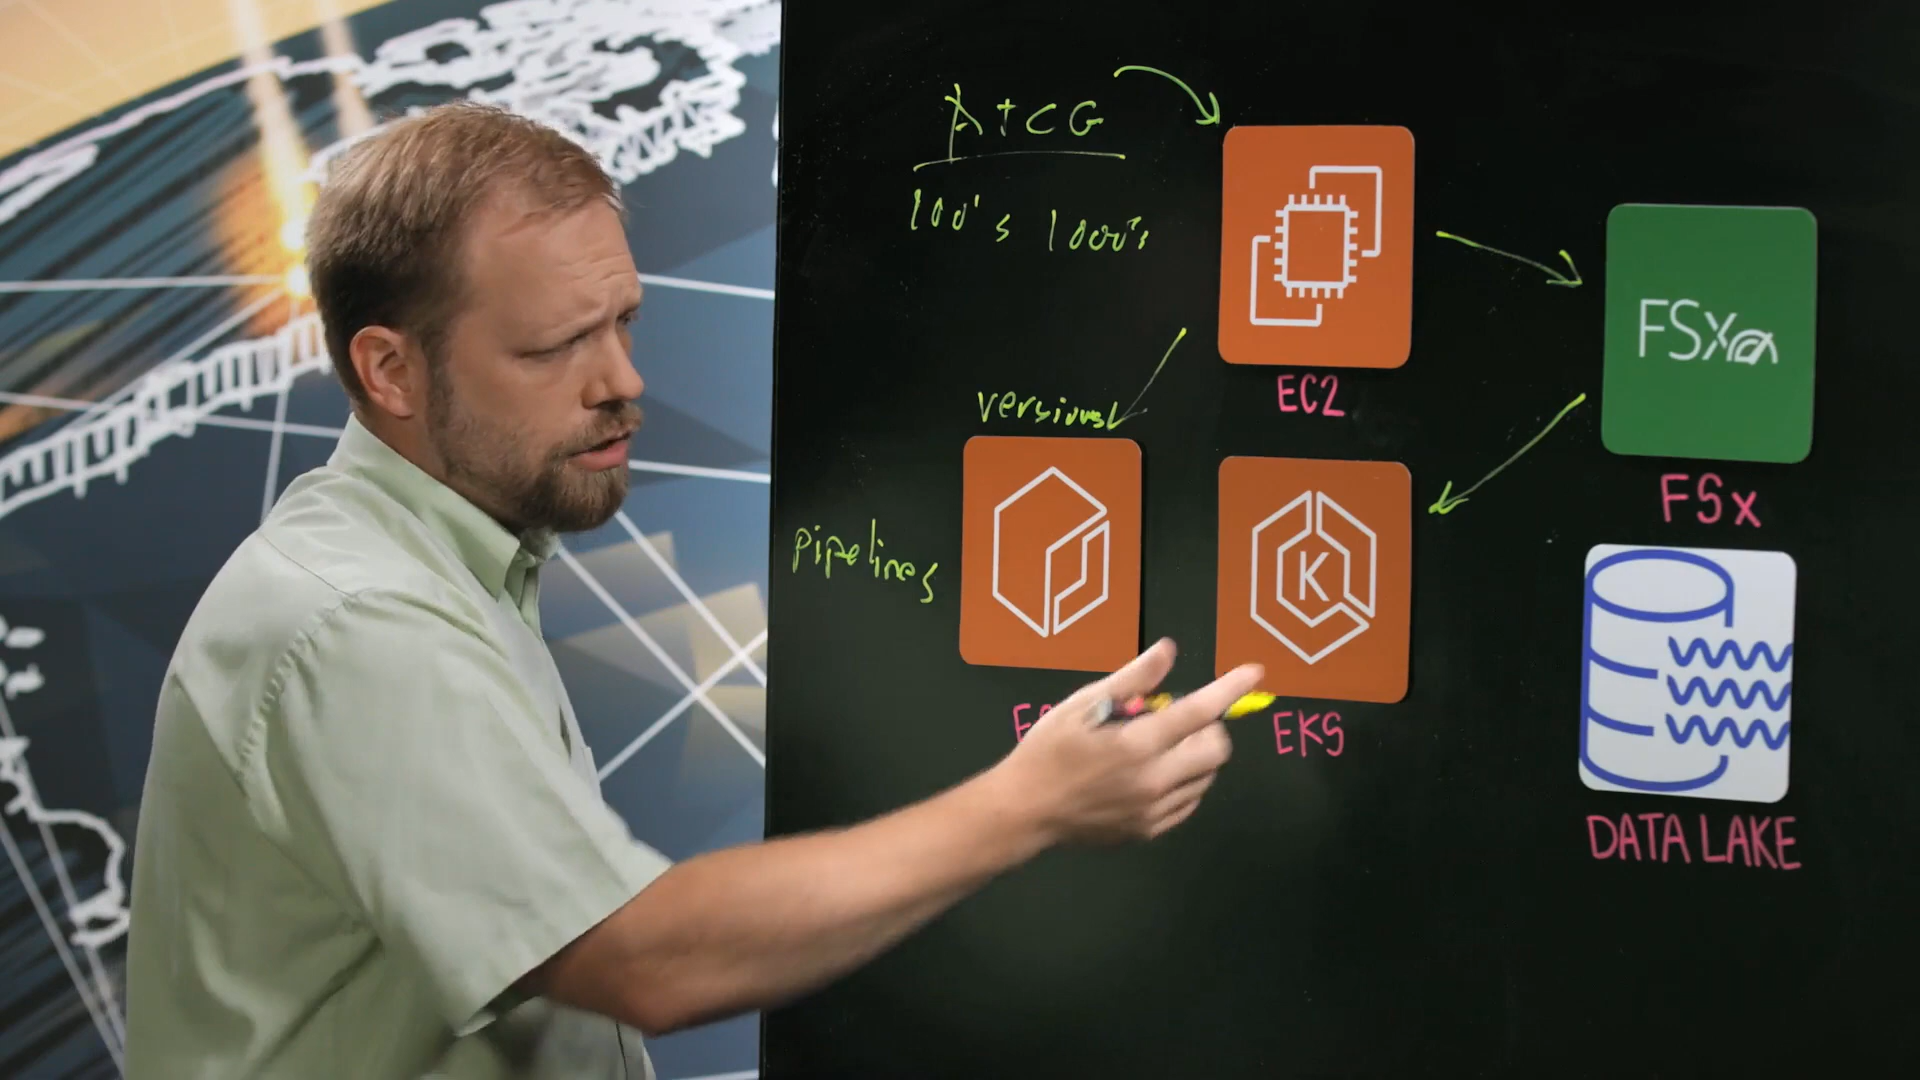 ATCG
100's 1000's
EC2
FSx
FSx
versions
pipelines
K
EKS
DATA LAKE